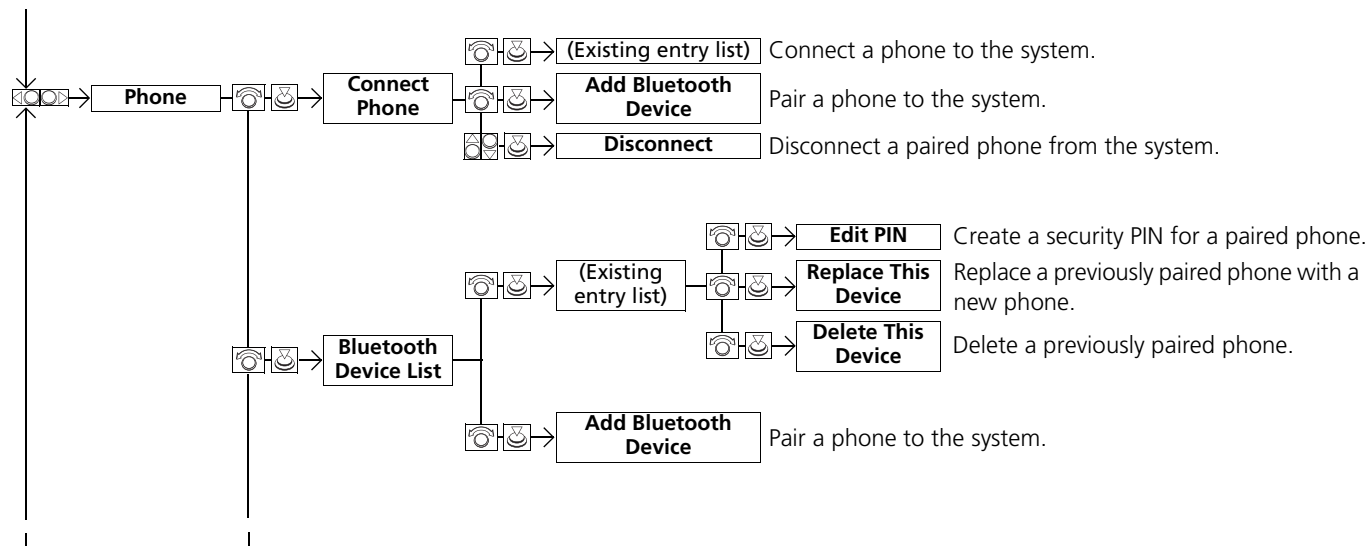 (Existing entry list) Connect a phone to the system.
Phone
Connect
Phone
Add Bluetooth
Device
Pair a phone to the system.
Disconnect Disconnect a paired phone from the system.
Edit PIN Create a security PIN for a paired phone.
(Existing
entry list)
Replace This
Device
Replace a previously paired phone with a
new phone.
Delete This
Device
Delete a previously paired phone.
Bluetooth
Device List
Add Bluetooth
Device
Pair a phone to the system.